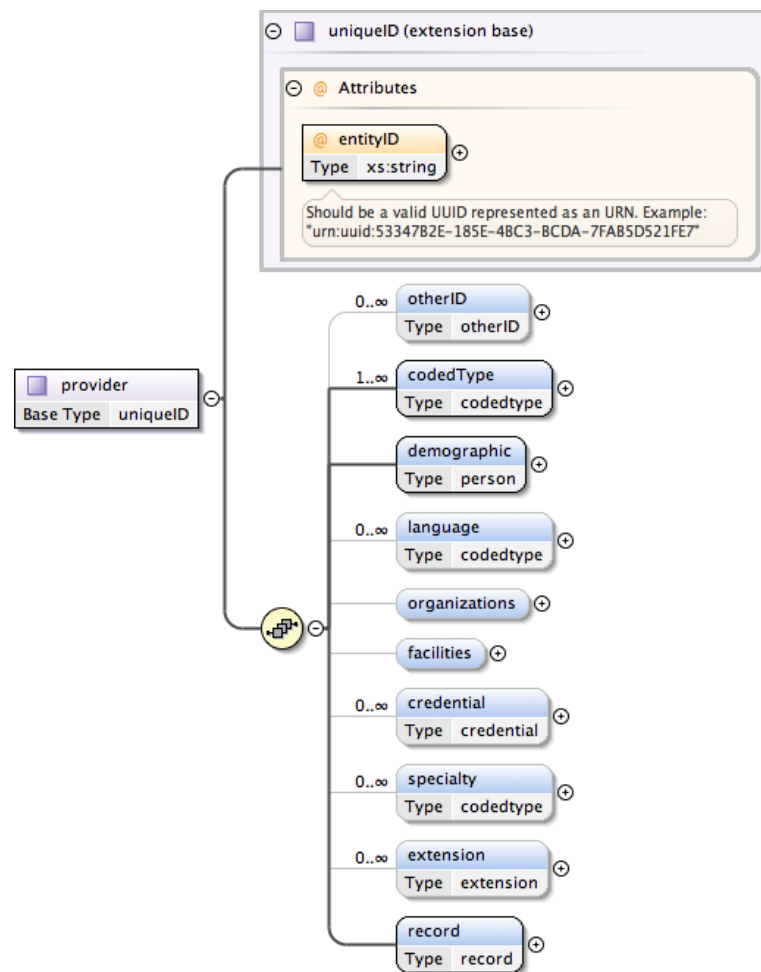 uniqueID (extension base)
@ Attributes
@ entityID
Type xs:string
Should be a valid UUID represented as an URN. Example:
"urn:uuid:53347B2E-185E-4BC3-BCDA-7FAB5D521FE7"
0..∞ otherID
Type otherID
1..∞ codedType
Type codedtype
provider
Base Type uniqueID
demographic
Type person
0..∞ language
Type codedtype
organizations
facilities
0..∞ credential
Type credential
0..∞ specialty
Type codedtype
0..∞ extension
Type extension
record
Type record